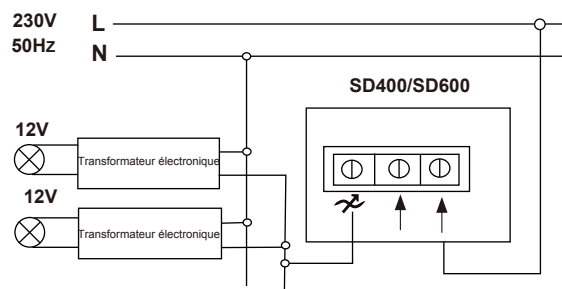 230V L
50Hz N
SD400/SD600
12V
Transformateur électronique
12V
Transformateur électronique